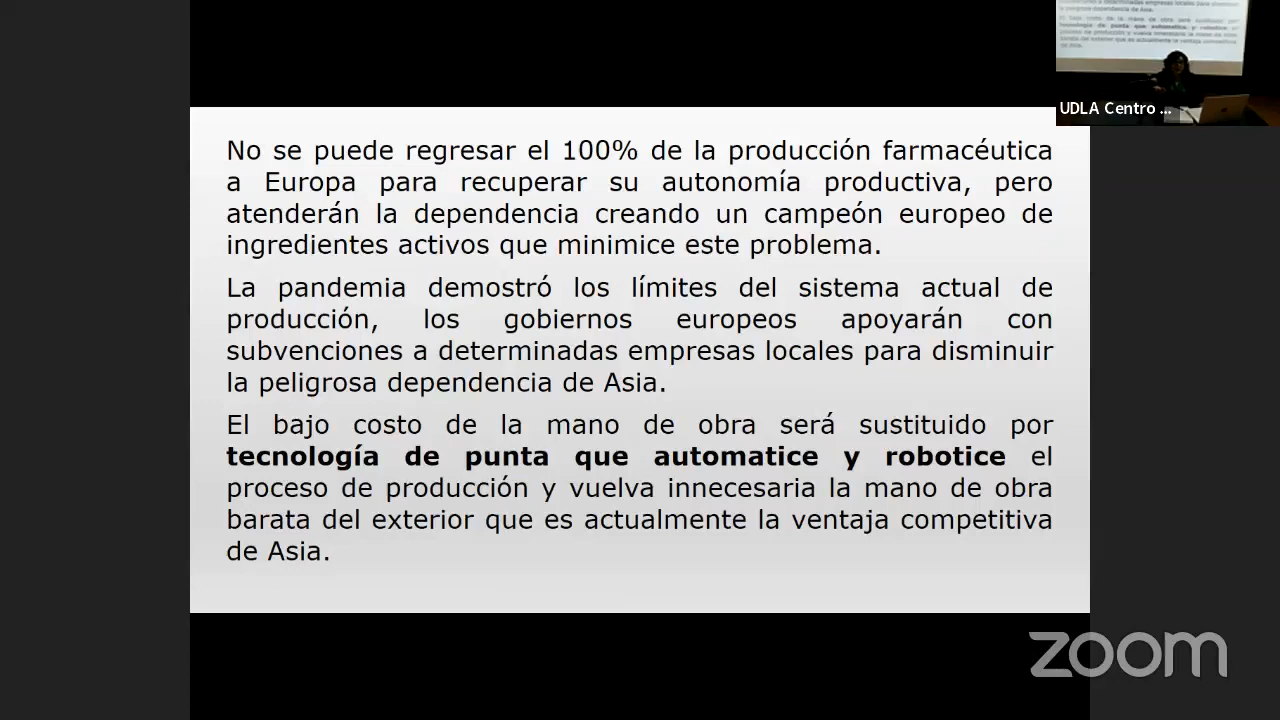 UDLA Centro ...
No se puede regresar el 100% de la producción farmacéutica
a Europa para recuperar su autonomía productiva, pero
atenderán la dependencia creando un campeón europeo de
ingredientes activos que minimice este problema.
La pandemia demostró los límites del sistema actual de
producción, los gobiernos europeos apoyarán con
subvenciones a determinadas empresas locales para disminuir
la peligrosa dependencia de Asia.
El bajo costo de la mano de obra será sustituido por
tecnología de punta que automatice y robotice el
proceso de producción y vuelva innecesaria la mano de obra
barata del exterior que es actualmente la ventaja competitiva
de Asia.
zoom